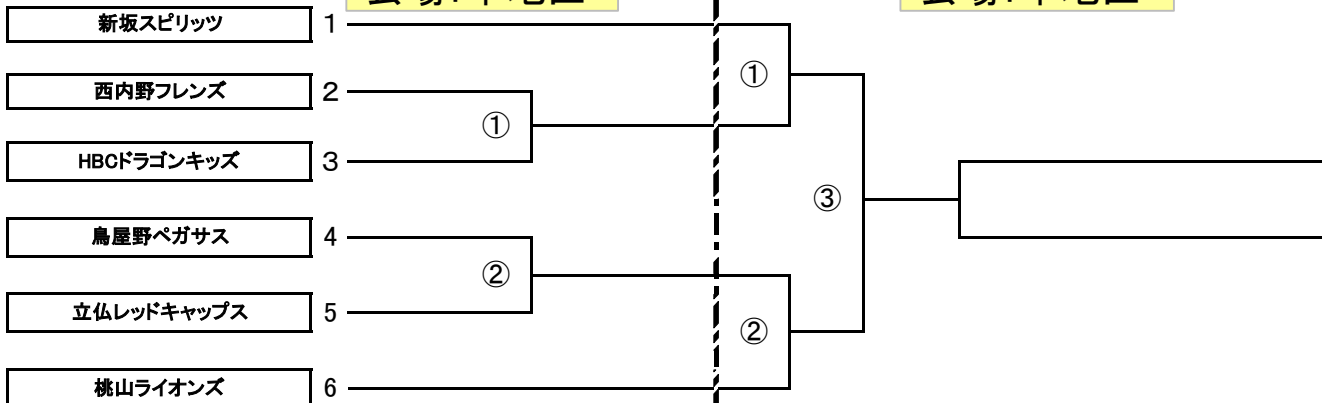 新坂スピリッツ 1
西内野フレンズ 2
①
①
HBCドラゴンキッズ 3
③
鳥屋野ペガサス 4
②
立仏レッドキャップス 5
②
桃山ライオンズ 6